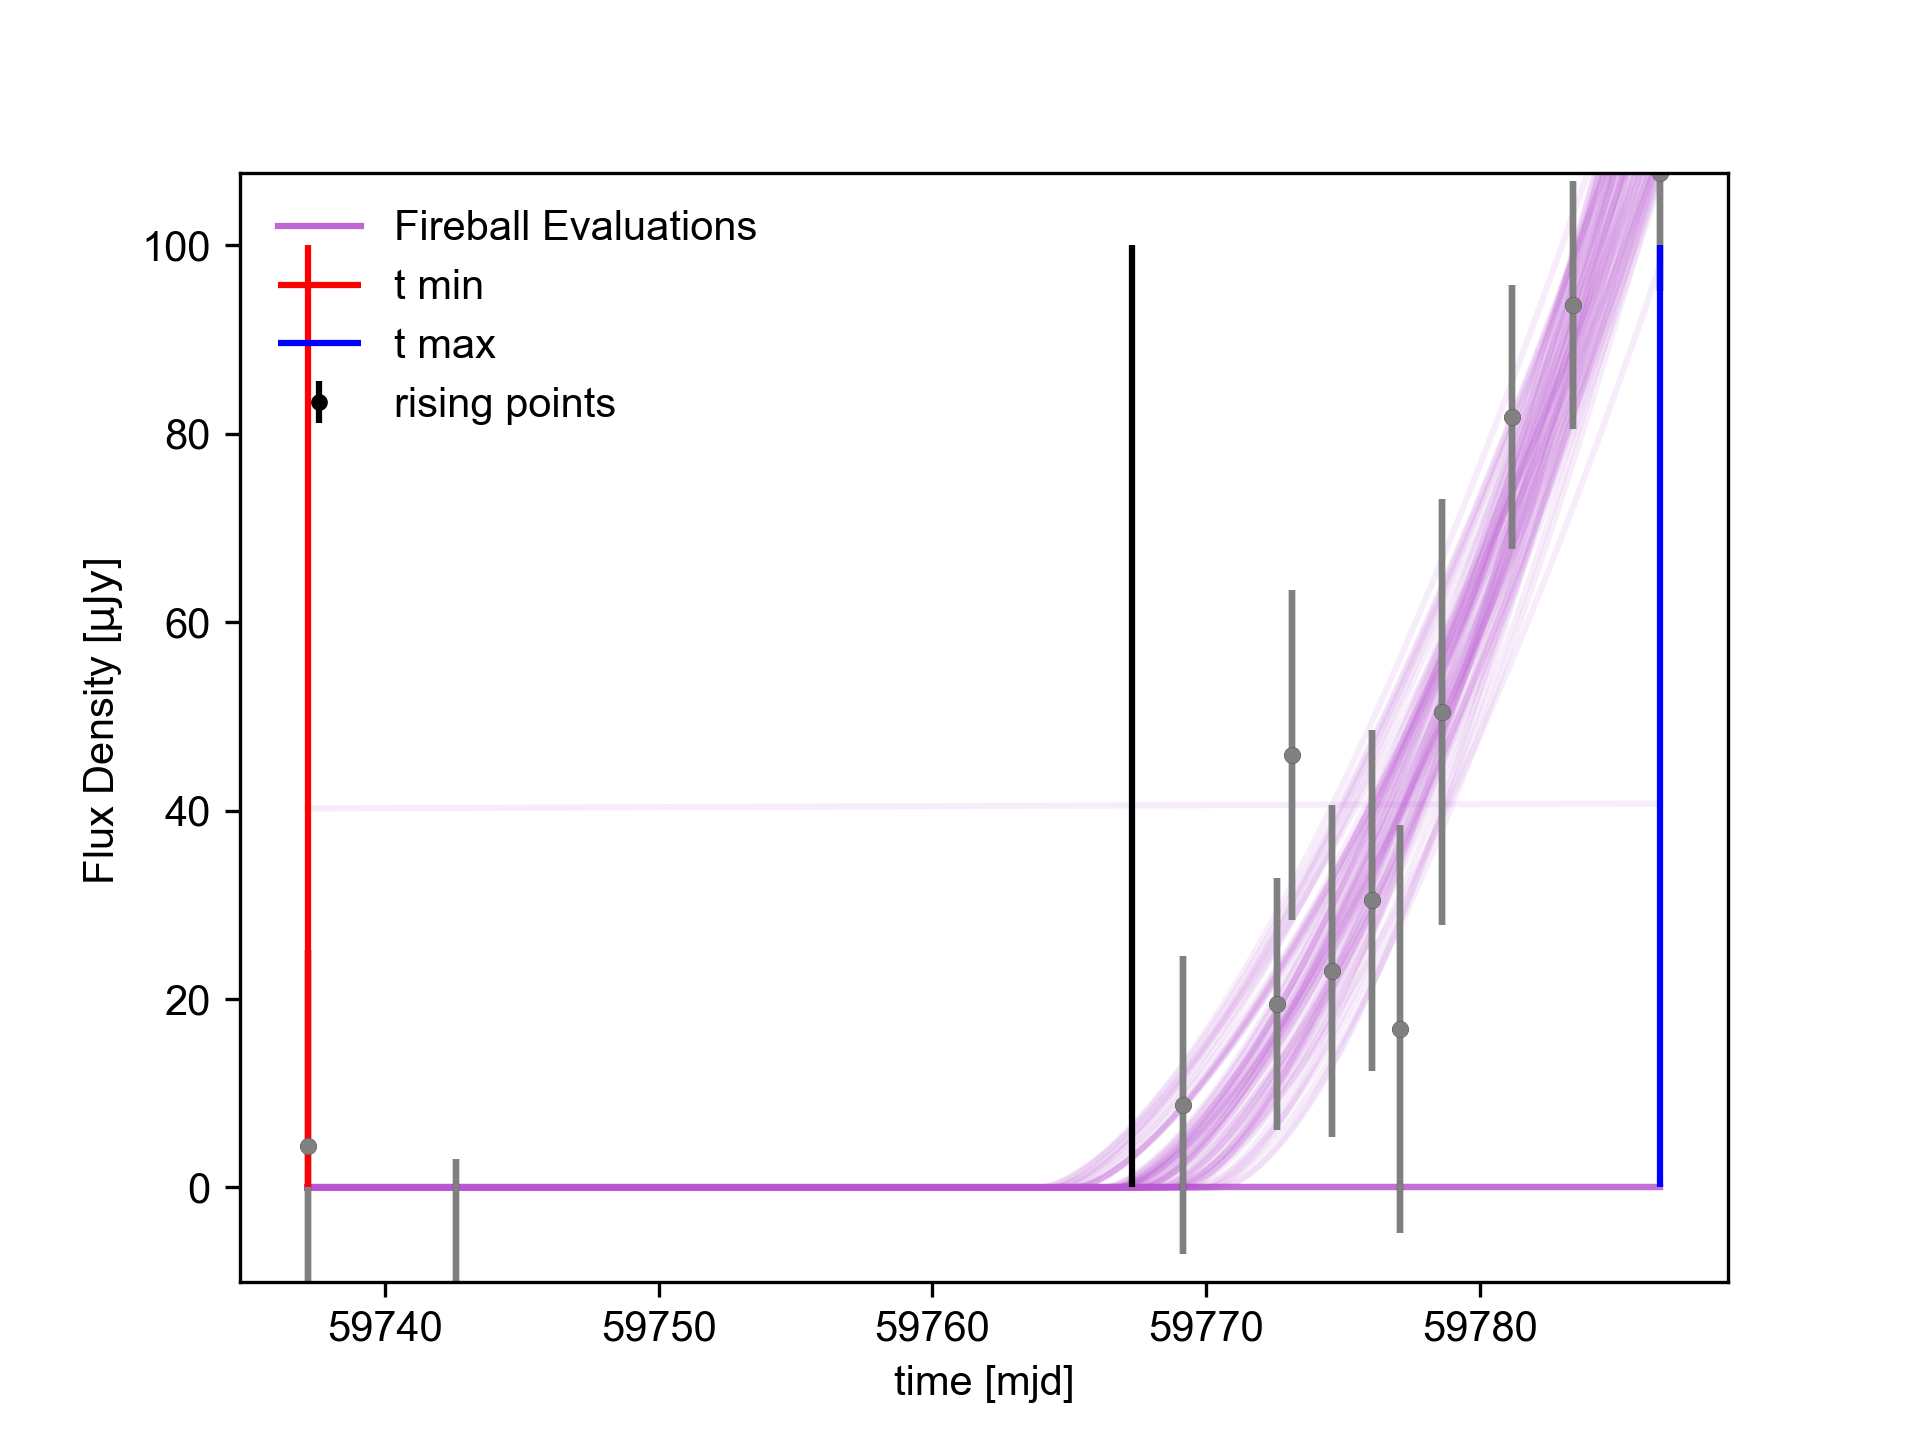 Fireball Evaluations
t min
t max
rising points
100
80
60
40
20
0
Flux Density [µJy]
59740 59750 59760 59770 59780
time [mjd]